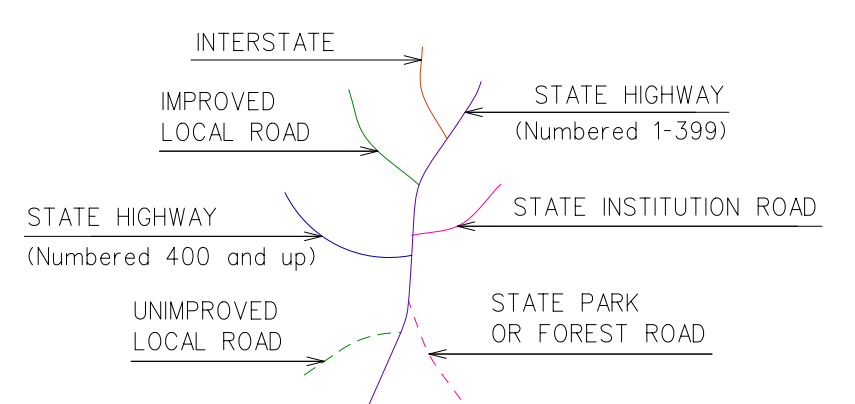 INTERSTATE
IMPROVED
LOCAL ROAD
STATE HIGHWAY
(Numbered 1-399)
STATE HIGHWAY
(Numbered 400 and up)
STATE INSTITUTION ROAD
UNIMPROVED
LOCAL ROAD
STATE PARK
OR FOREST ROAD